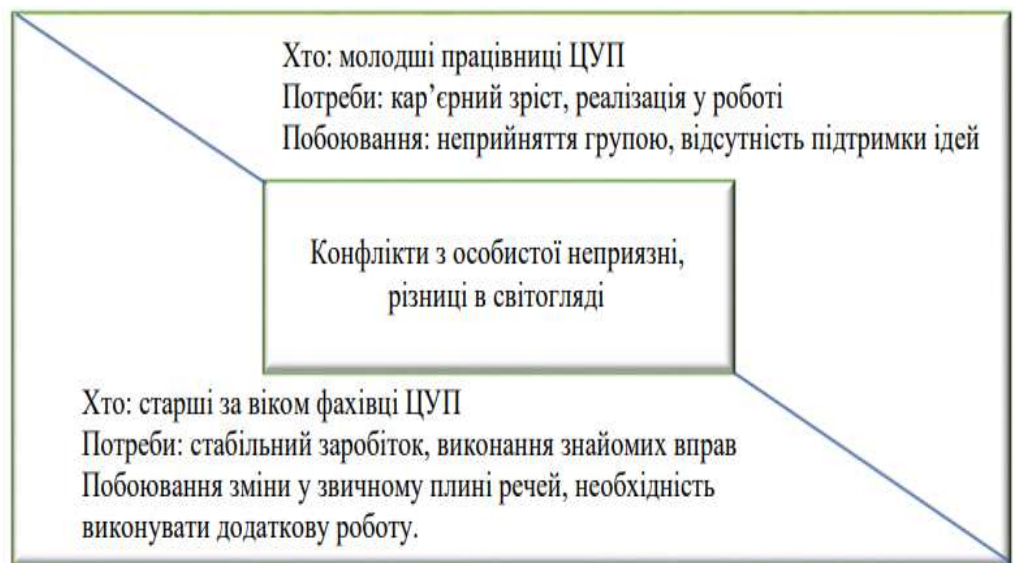 Хто: молодші працівниці ЦУП
Потреби: кар’єрний зріст, реалізація у роботі
Побоювання: неприйняття групою, відсутність підтримки ідей
Конфлікти з особистої неприязні,
різниці в світогляді
Хто: старші за віком фахівці ЦУП
Потреби: стабільний заробіток, виконання знайомих вправ
Побоювання зміни у звичному плині речей, необхідність
виконувати додаткову роботу.